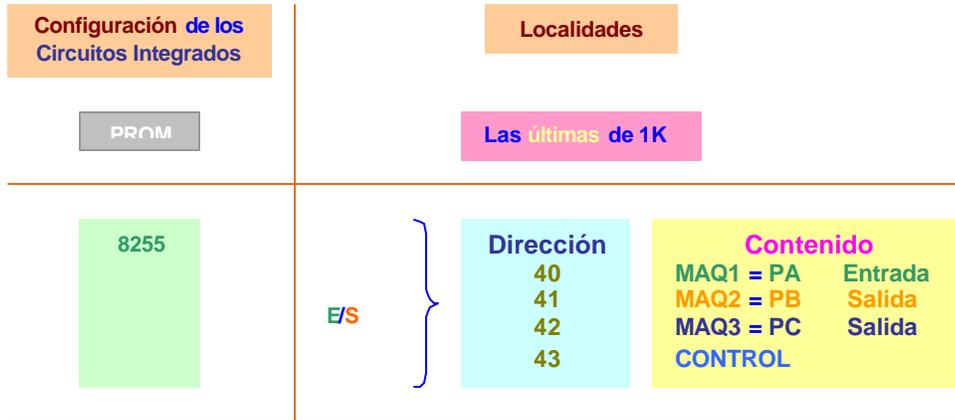 Configuración de los
Circuitos Integrados
Localidades
PROM
Las últimas de 1K
8255
E/S
Dirección
40
41
42
43
Contenido
MAQ1 = PA Entrada
MAQ2 = PB Salida
MAQ3 = PC Salida
CONTROL